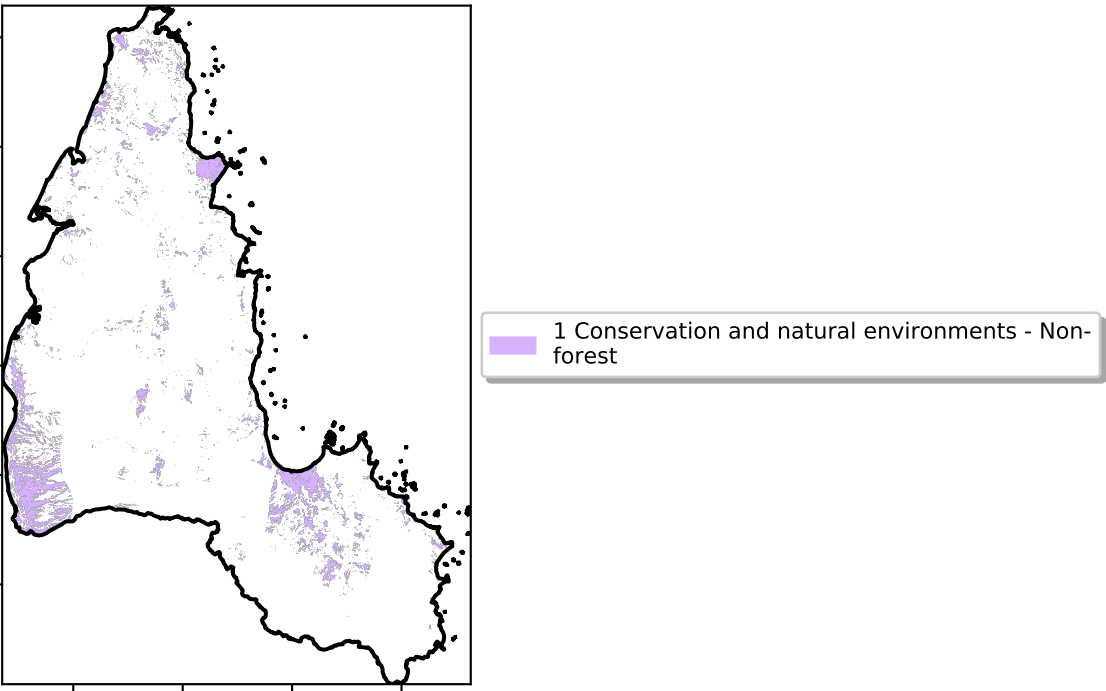 1 Conservation and natural environments - Non-
forest